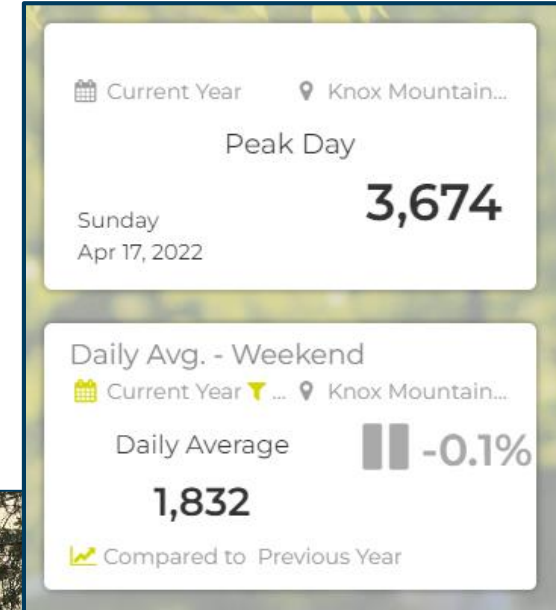 Current Year Knox Mountain...
Peak Day
3,674
Sunday
Apr 17, 2022
Daily Avg. - Weekend
Current Year ... Knox Mountain...
Daily Average
-0.1%
1,832
Compared to Previous Year